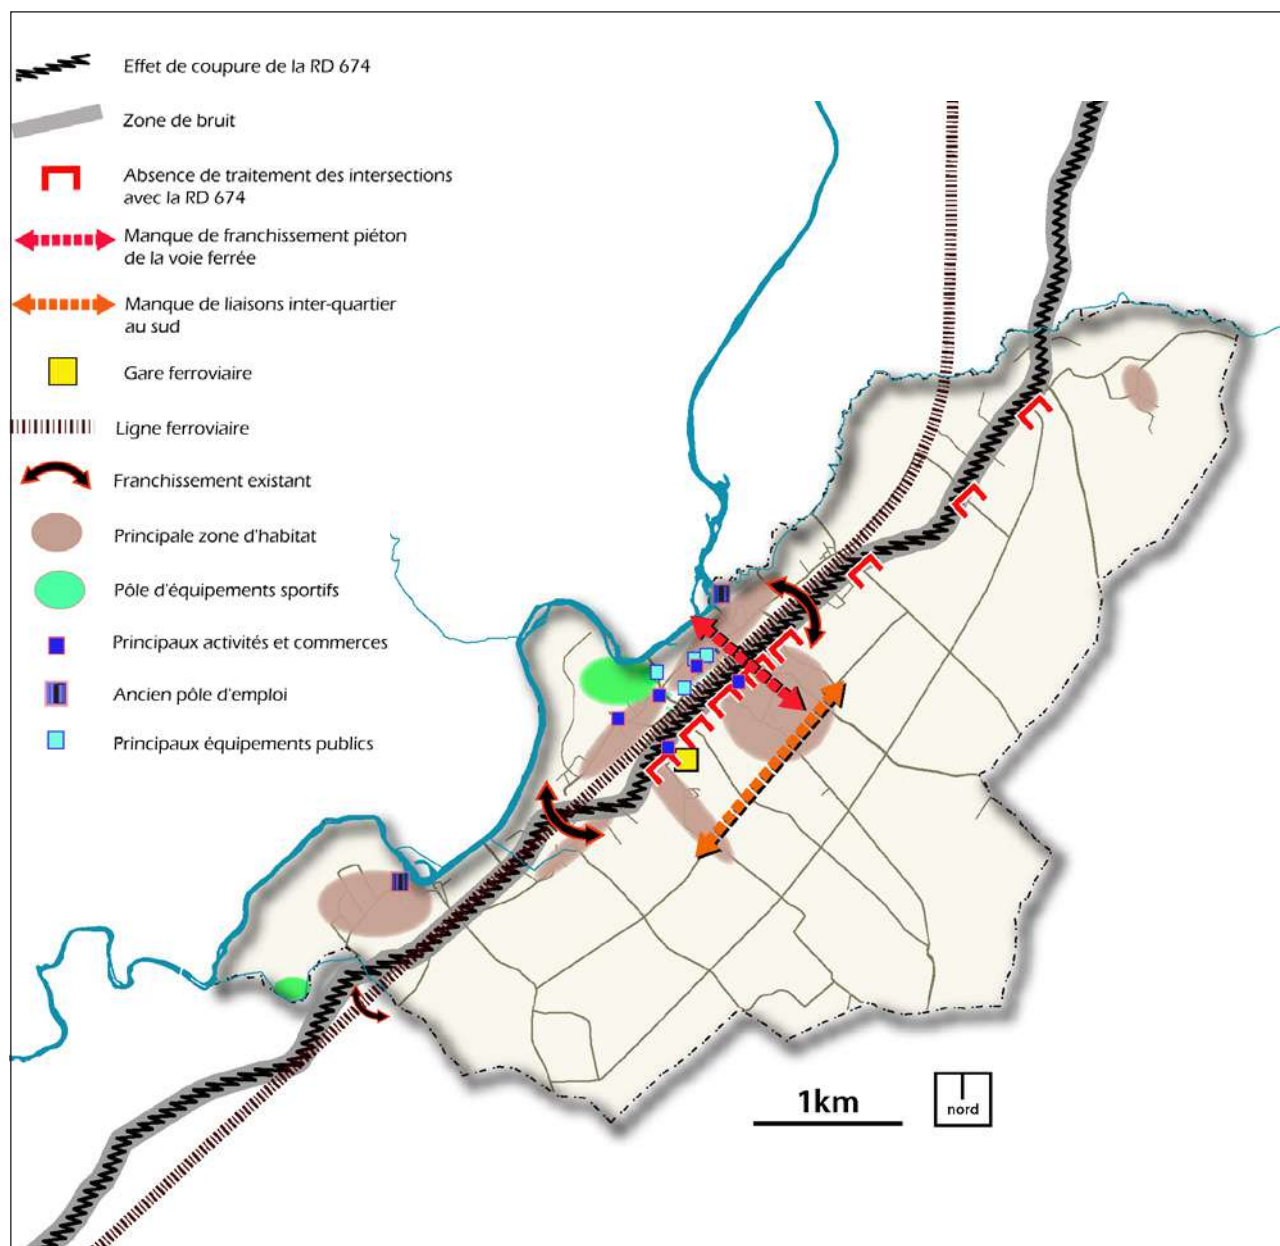 Effet de coupure de la RD 674
Zone de bruit
Absence de traitement des intersections
avec la RD 674
Manque de franchissement piéton
de la voie ferrée
Manque de liaisons inter-quartier
au sud
Gare ferroviaire
Ligne ferroviaire
Franchissement existant
Principale zone d'habitat
Pôle d'équipements sportifs
Principaux activités et commerces
Ancien pôle d'emploi
Principaux équipements publics
1km
nord